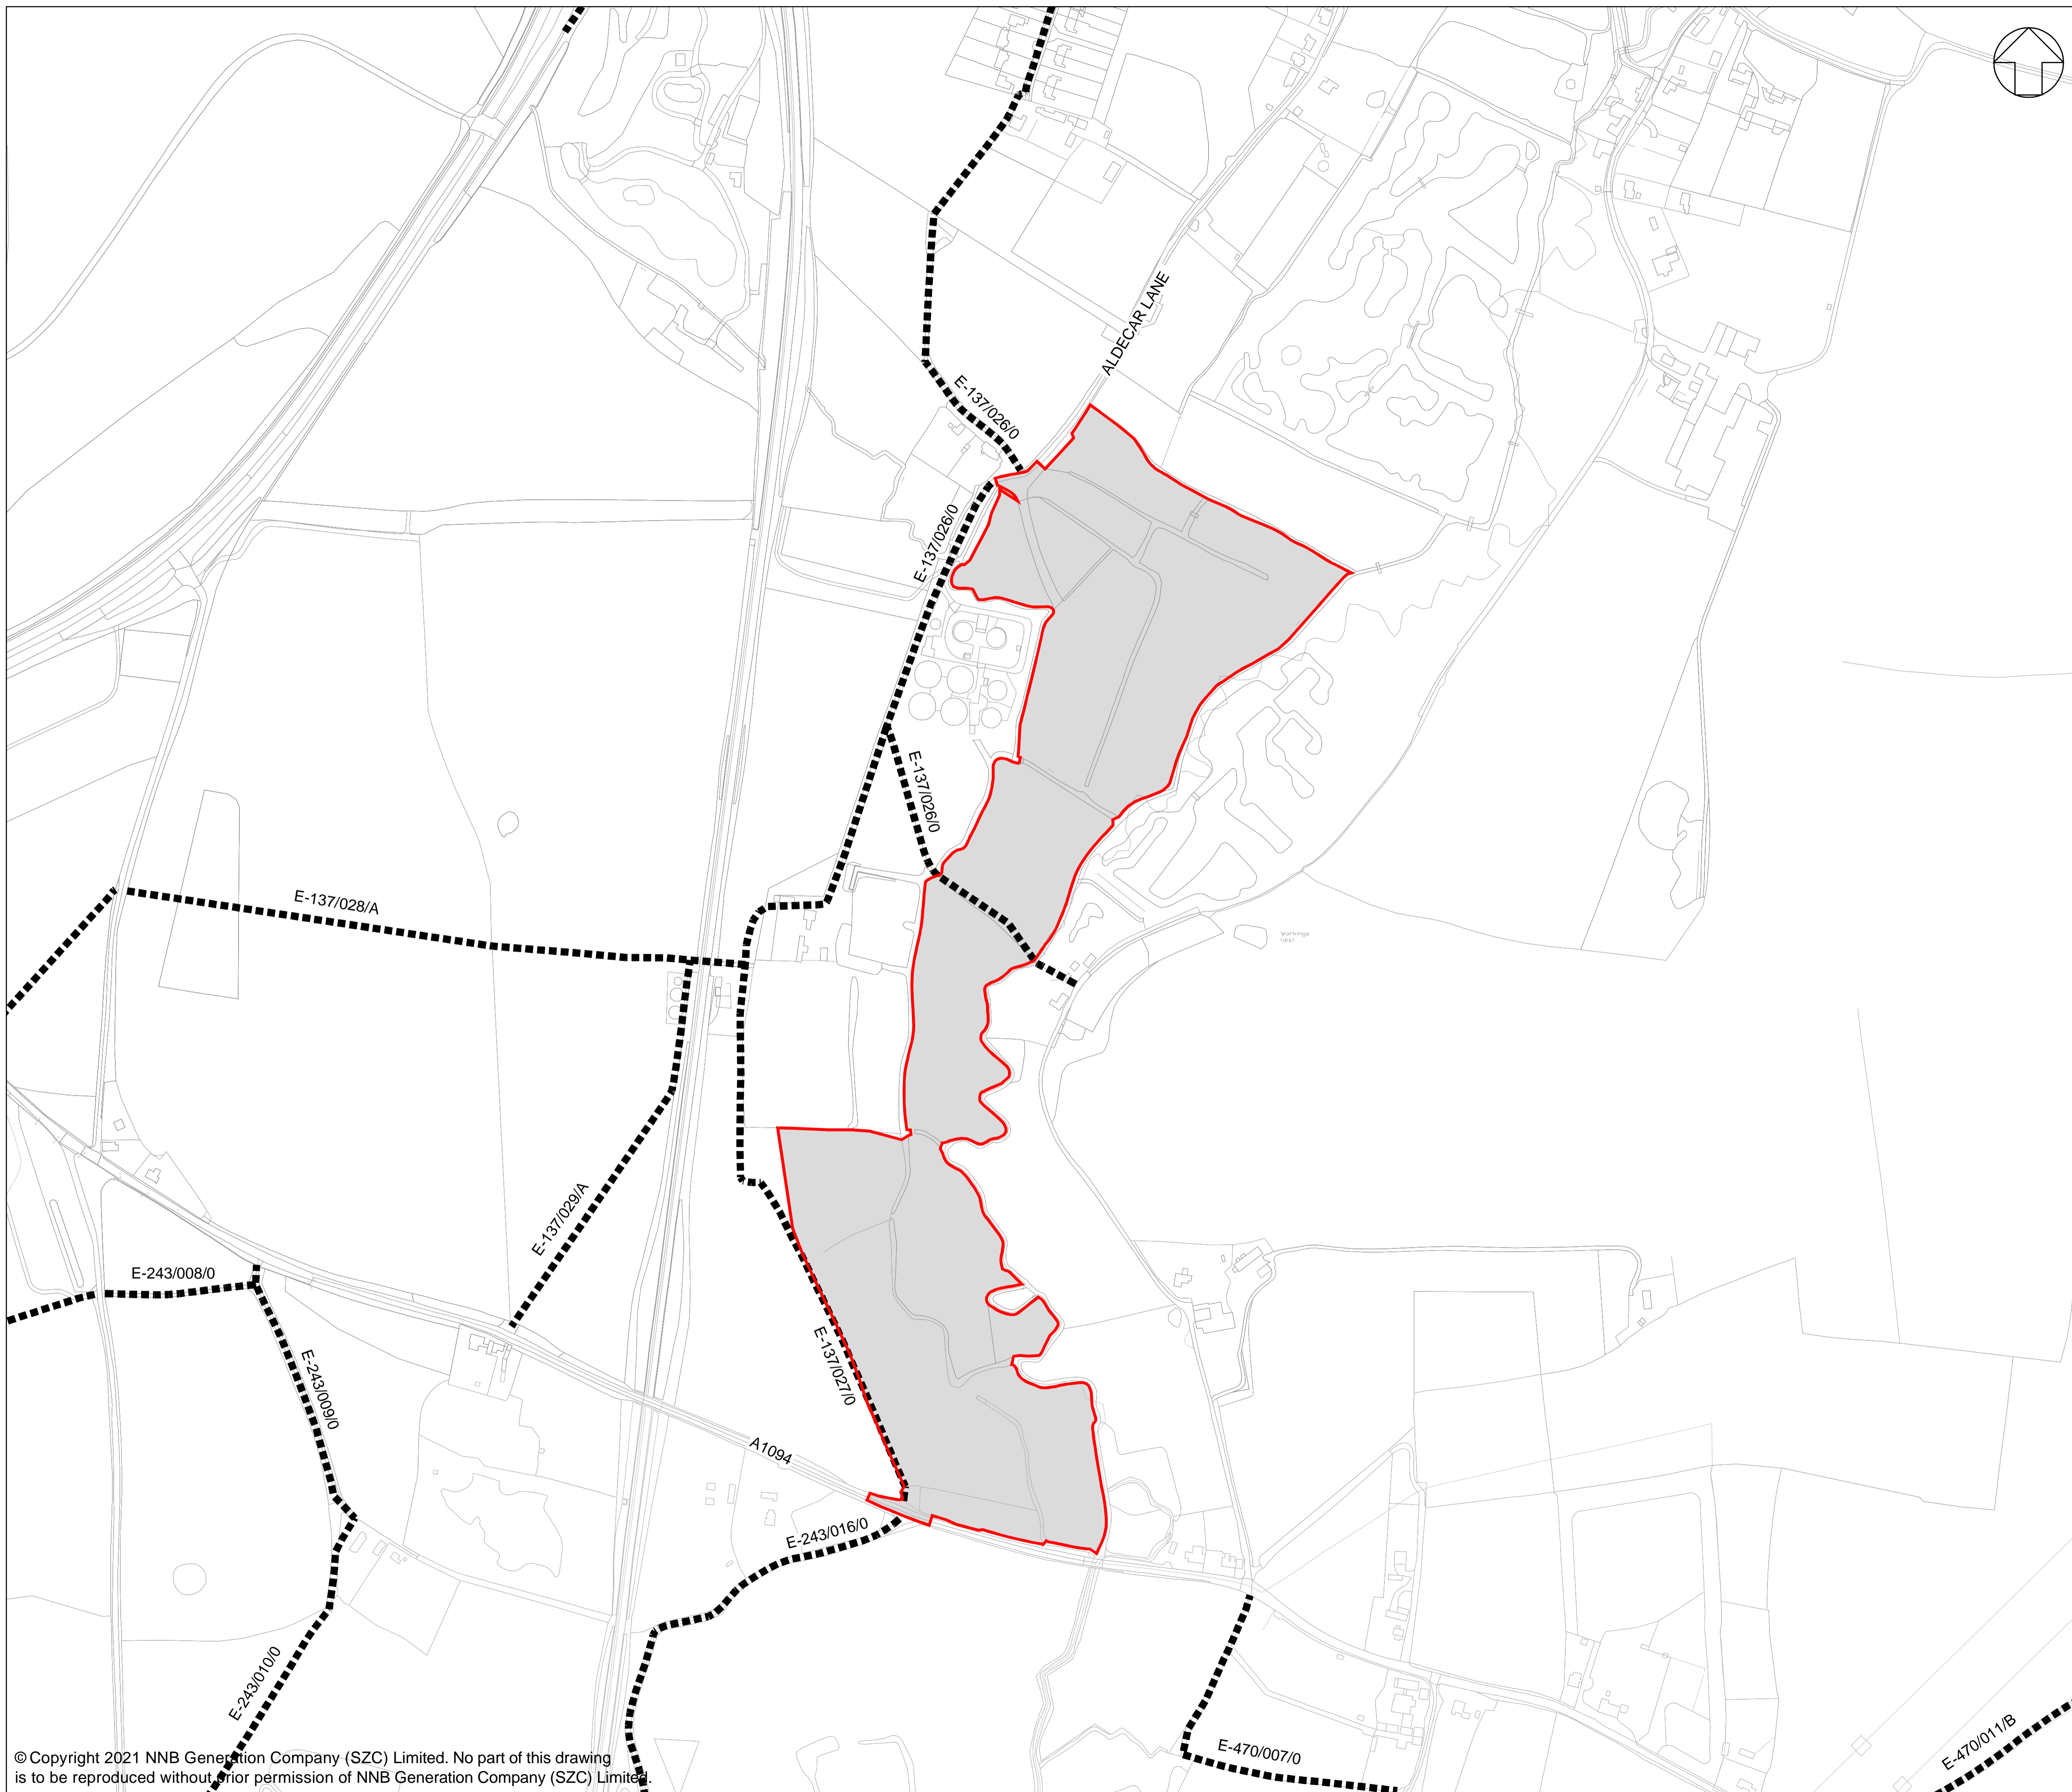 ALDECAR LANE
E-137/026/0
E-137/026/0
E-137/026/0
E-137/028/A
Workings
(dis)
E-137/029/A
E-243/008/0
E-243/009/0
E-137/027/0
A1094
E-243/016/0
E-243/010/0
E-470/007/0
E-470/011/B
© Copyright 2021 NNB Generation Company (SZC) Limited. No part of this drawing
is to be reproduced without prior permission of NNB Generation Company (SZC) Limited.